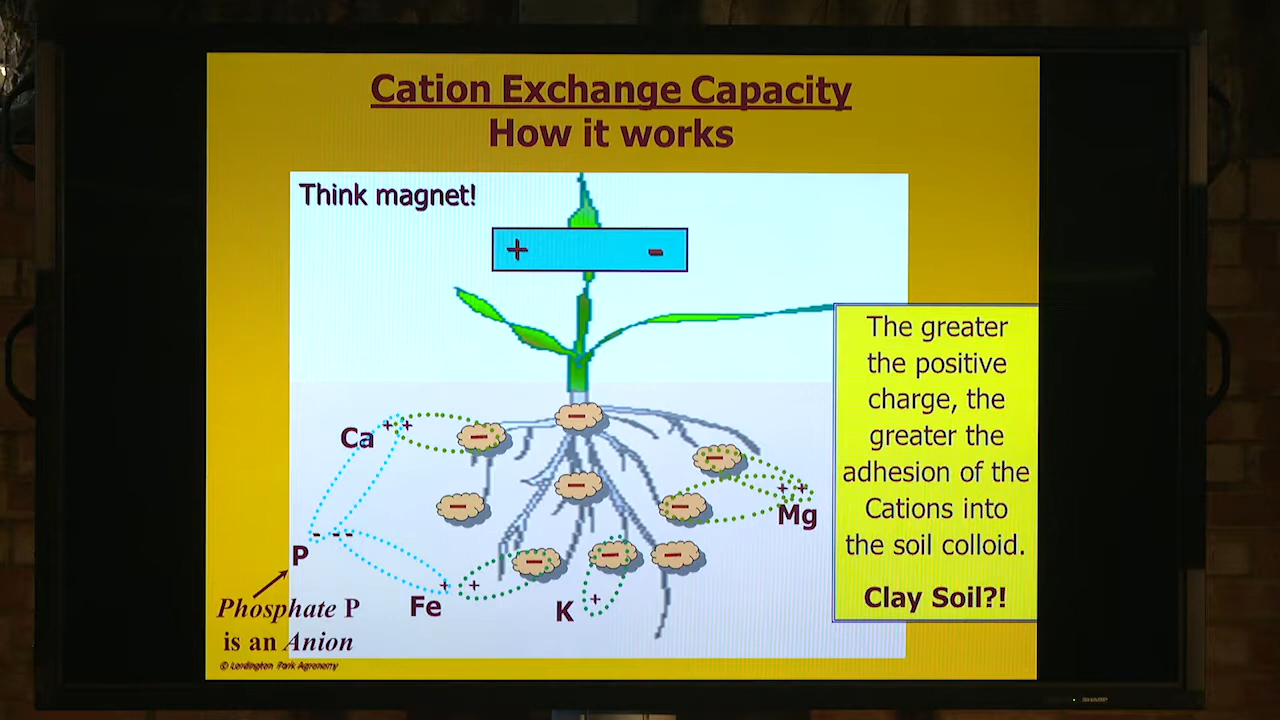 Cation Exchange Capacity
How it works
Think magnet!
+ -
The greater
the positive
charge, the
greater the
adhesion of the
Cations into
the soil colloid.
Clay Soil?!
Ca ++
Mg ++
P ---
Fe + +
K +
Phosphate P
is an Anion
© Lordington Park Agronomy
SHARP